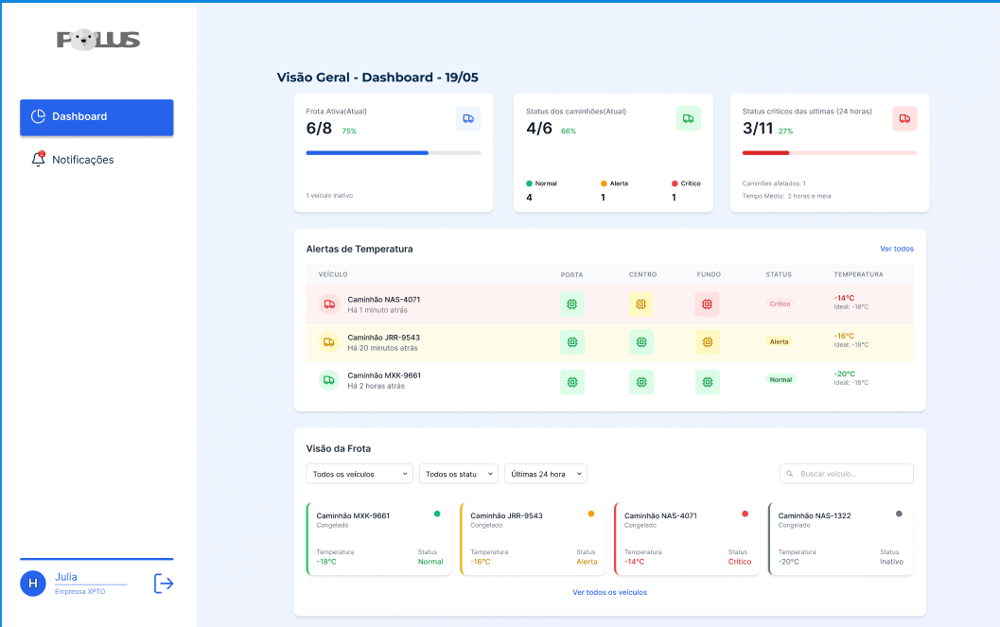 POLUS
Dashboard
2
Notificações
H
Julia
Empressa XPTO
Visão Geral - Dashboard - 19/05
Frota Ativa(Atual)
6/8 75%
1 veículo inativo
Status dos caminhões(Atual)
4/6 66%
Normal Alerta Crítico
4 1 1
Status críticos das ultimas (24 horas)
3/11 27%
Caminões afetados: 1
Tempo Médio: 2 horas e meia
Alertas de Temperatura
Ver todos
VEÍCULO PORTA CENTRO FUNDO STATUS TEMPERATURA
Caminhão NAS-4071
Há 1 minuto atrás
Crítico
-14°C
Ideal: -18°C
Caminhão JRR-9543
Há 20 minutos atrás
Alerta
-16°C
Ideal: -18°C
Caminhão MXK-9661
Há 2 horas atrás
Normal
-20°C
Ideal: -18°C
Visão da Frota
Todos os veículos
Todos os statu
Últimas 24 hora
Buscar veículo...
Caminhão MXK-9661
Congelado
Temperatura Status
-18°C Normal
Caminhão JRR-9543
Congelado
Temperatura Status
-16°C Alerta
Caminhão NAS-4071
Congelado
Temperatura Status
-14°C Crítico
Caminhão NAS-1322
Congelado
Temperatura Status
-20°C Inativo
Ver todos os veículos